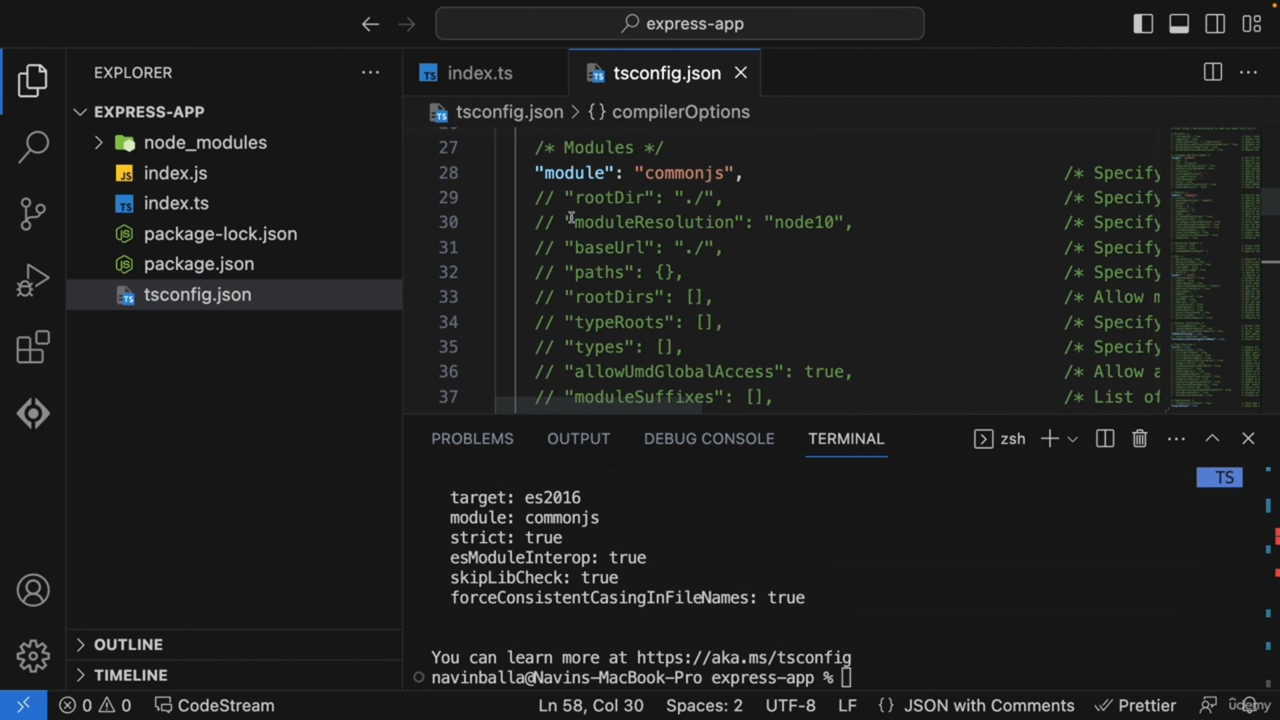 express-app
EXPLORER
EXPRESS-APP
node_modules
index.js
index.ts
package-lock.json
package.json
tsconfig.json
OUTLINE
TIMELINE
TS index.ts
TS tsconfig.json
TS tsconfig.json > {} compilerOptions
27 /* Modules */
28 "module": "commonjs", /* Specify
29 // "rootDir": "./", /* Specify
30 // "moduleResolution": "node10", /* Specify
31 // "baseUrl": "./", /* Specify
32 // "paths": {}, /* Specify
33 // "rootDirs": [], /* Allow m
34 // "typeRoots": [], /* Specify
35 // "types": [], /* Specify
36 // "allowUmdGlobalAccess": true, /* Allow a
37 // "moduleSuffixes": [], /* List of
PROBLEMS OUTPUT DEBUG CONSOLE TERMINAL zsh
TS
target: es2016
module: commonjs
strict: true
esModuleInterop: true
skipLibCheck: true
forceConsistentCasingInFileNames: true
You can learn more at https://aka.ms/tsconfig
navinballa@Navins-MacBook-Pro express-app %
0 0 CodeStream Ln 58, Col 30 Spaces: 2 UTF-8 LF {} JSON with Comments Prettier
udemy